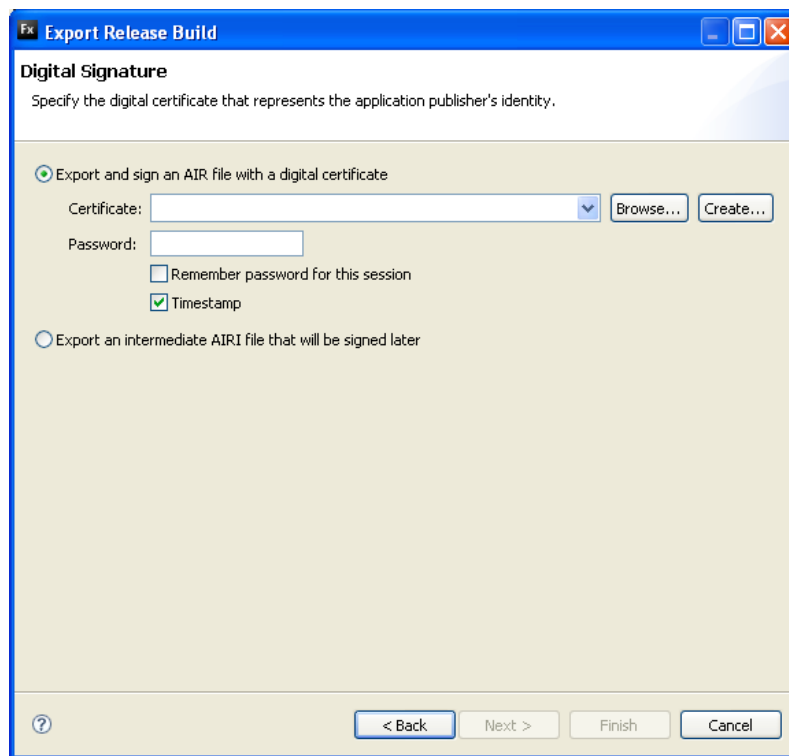 Fx Export Release Build
Digital Signature
Specify the digital certificate that represents the application publisher's identity.
Export and sign an AIR file with a digital certificate
Certificate: Browse... Create...
Password:
Remember password for this session
Timestamp
Export an intermediate AIRI file that will be signed later
? < Back Next > Finish Cancel